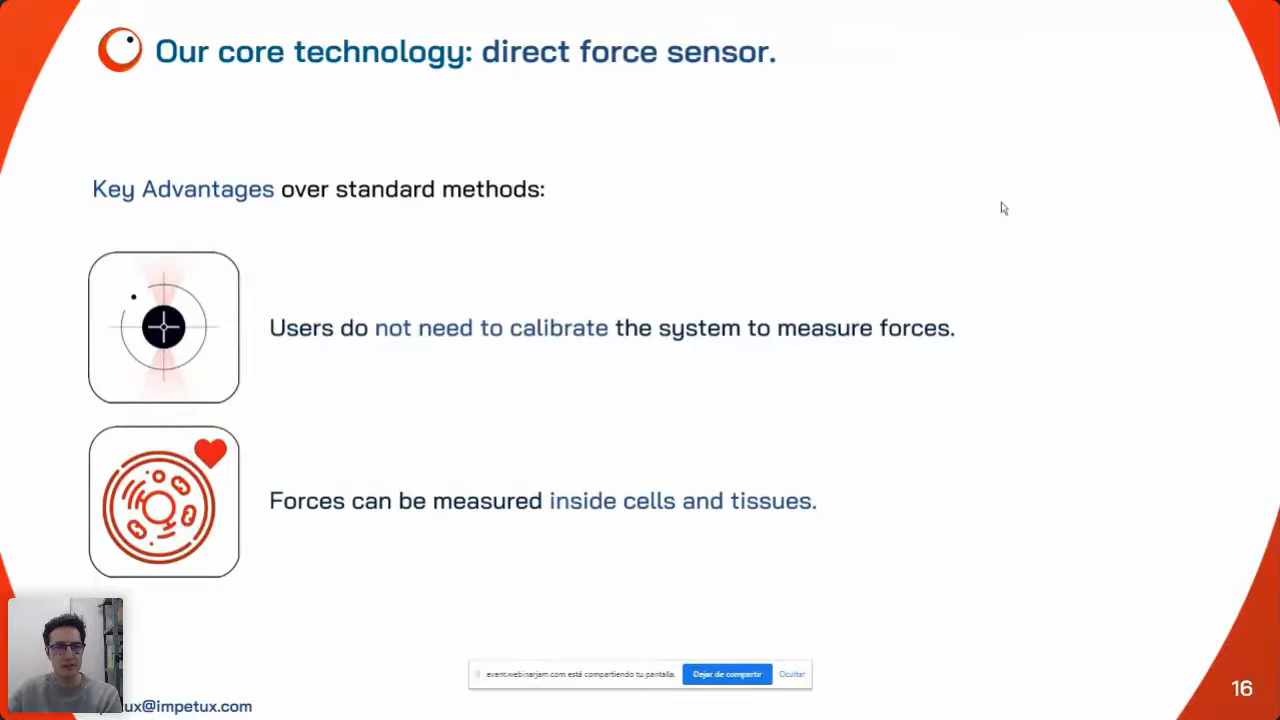 Our core technology: direct force sensor.
Key Advantages over standard methods:
Users do not need to calibrate the system to measure forces.
Forces can be measured inside cells and tissues.
event.webinarjam.com está compartiendo tu pantalla. Dejar de compartir Ocultar
ux@impetux.com
16